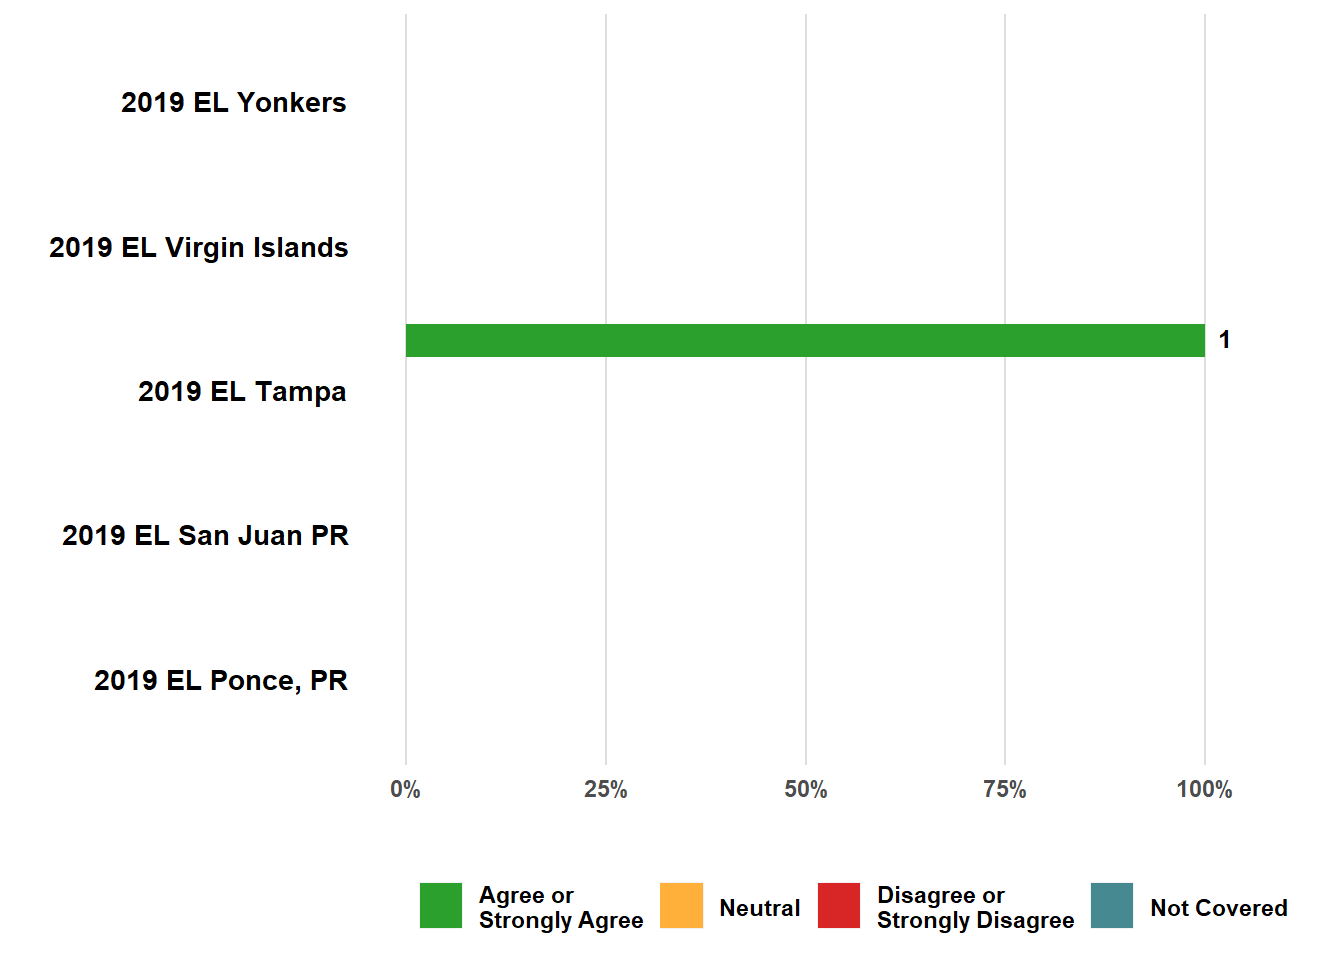 2019 EL Yonkers
2019 EL Virgin Islands
1
2019 EL Tampa
2019 EL San Juan PR
2019 EL Ponce, PR
0% 25% 50% 75% 100%
Agree or
Strongly Agree
Neutral
Disagree or
Strongly Disagree
Not Covered